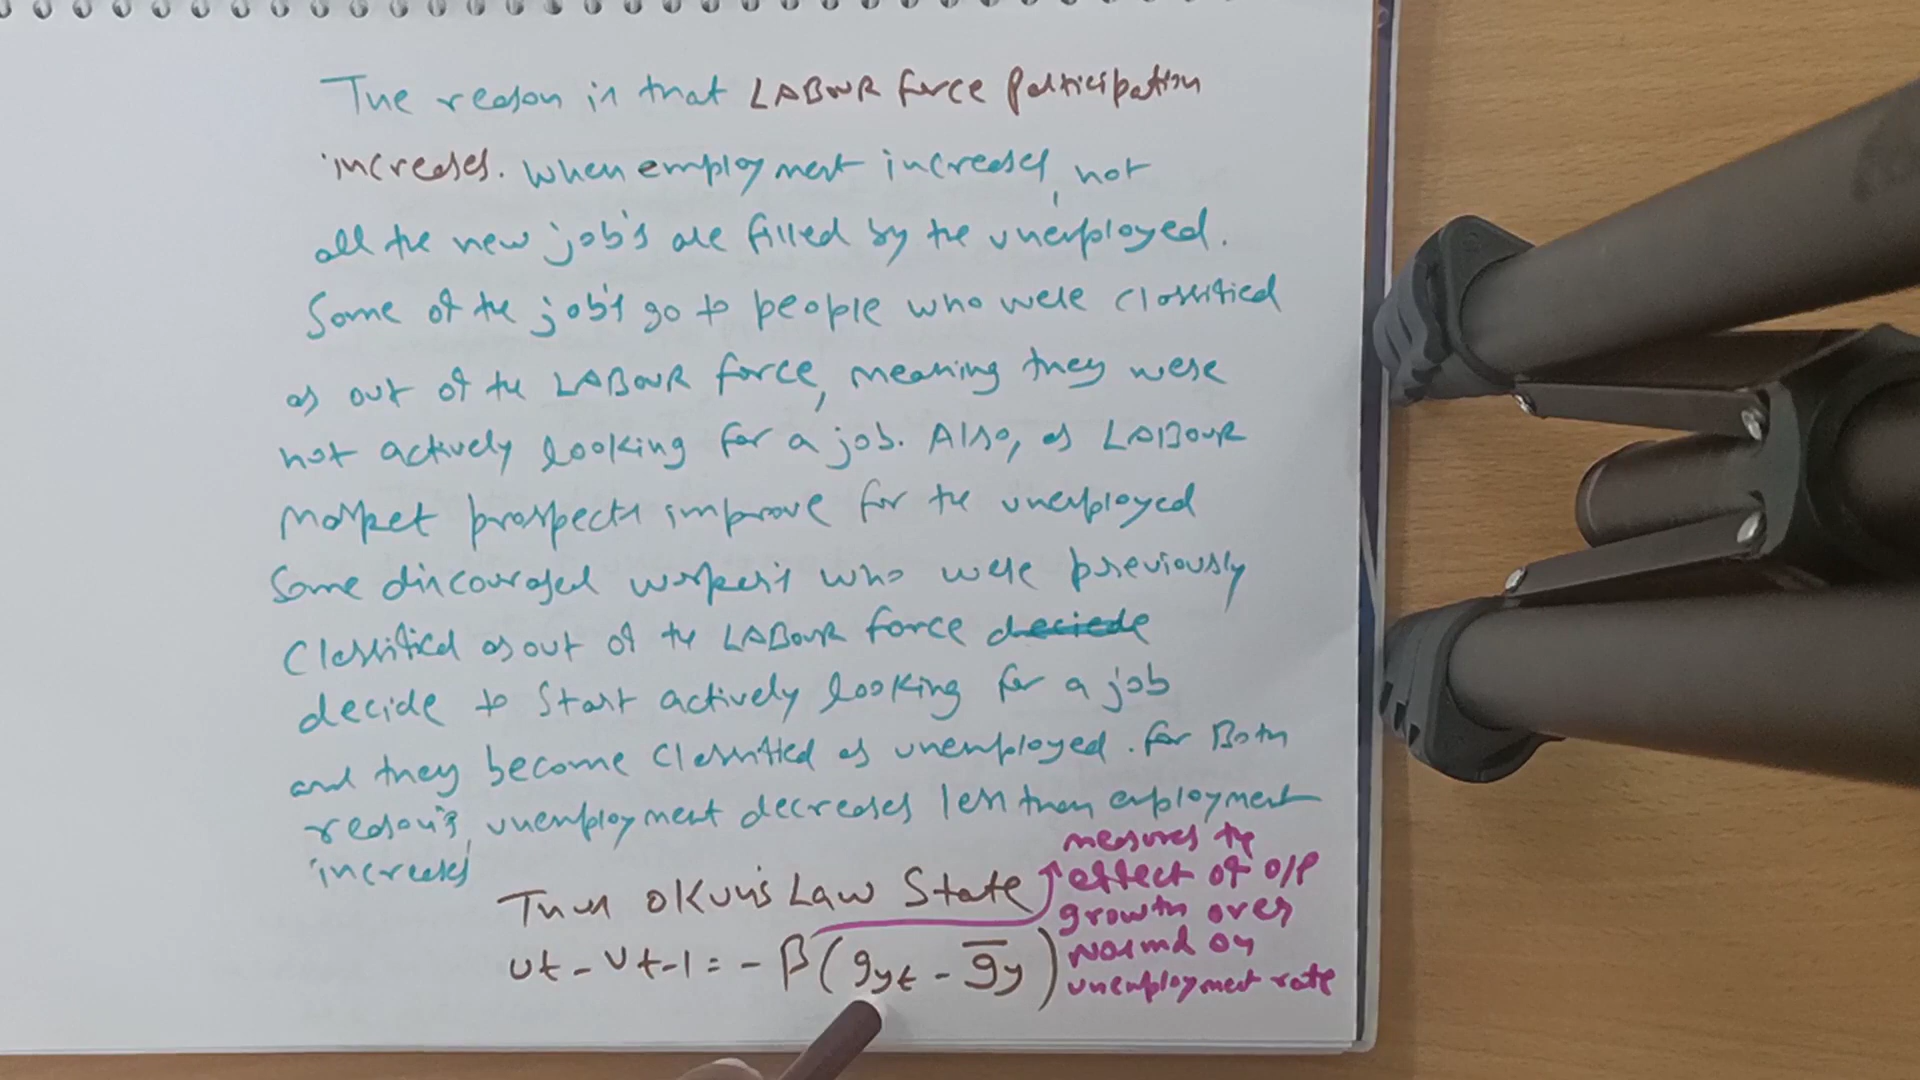 The reason is that LABOUR force participation
increases. When employment increases, not
all the new job's are filled by the unemployed.
Some of the job's go to people who were classified
as out of the LABOUR force, meaning they were
not actively looking for a job. Also, as LABOUR
market prospects improve for the unemployed
Some discouraged worker's who were previously
classified as out of the LABOUR force deciede
decide to start actively looking for a job
and they become classified as unemployed. for Both
reason's, unemployment decreases less than employment
increases
Thus OKUN's Law State
ut - ut-1 = - β(gyt - g̅y)
measures the
effect of O/P
growth over
normal on
unemployment rate